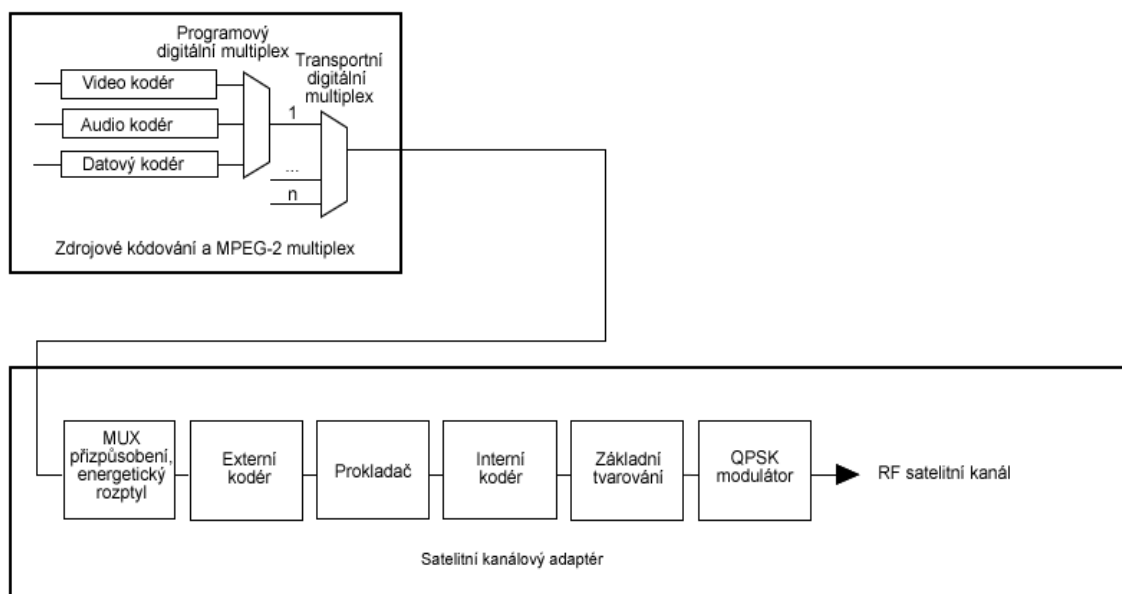 Programový
digitální multiplex
Transportní
digitální
multiplex
Video kodér
Audio kodér
Datový kodér
1
...
n
Zdrojové kódování a MPEG-2 multiplex
MUX
přizpůsobení,
energetický
rozptyl
Externí
kodér
Prokladač
Interní
kodér
Základní
tvarování
QPSK
modulátor
RF satelitní kanál
Satelitní kanálový adaptér